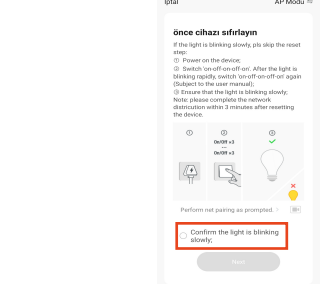 İptal
AP Modu
önce cihazı sıfırlayın
If the light is blinking slowly, pls skip the reset
step:
① Power on the device;
② Switch 'on-off-on-off-on'. After the light is
blinking rapidly, switch 'on-off-on-off-on' again
(Subject to the user manual);
③ Ensure that the light is blinking slowly;
Note: please complete the network
districution within 3 minutes after resetting
the device.
① ② ③
On/Off ×3
...
On/Off ×3
Perform net pairing as prompted. >
Confirm the light is blinking
slowly;
Next